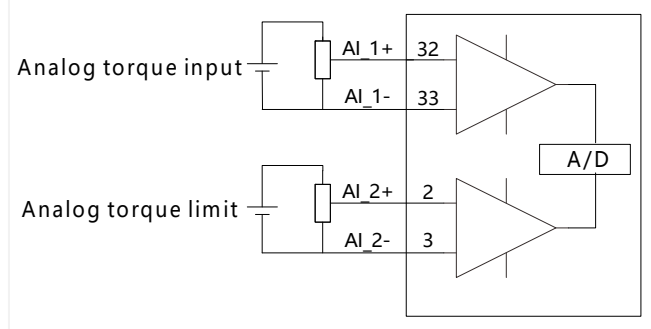 AI_1+ 32
Analog torque input
AI_1- 33
A/D
AI_2+ 2
Analog torque limit
AI_2- 3